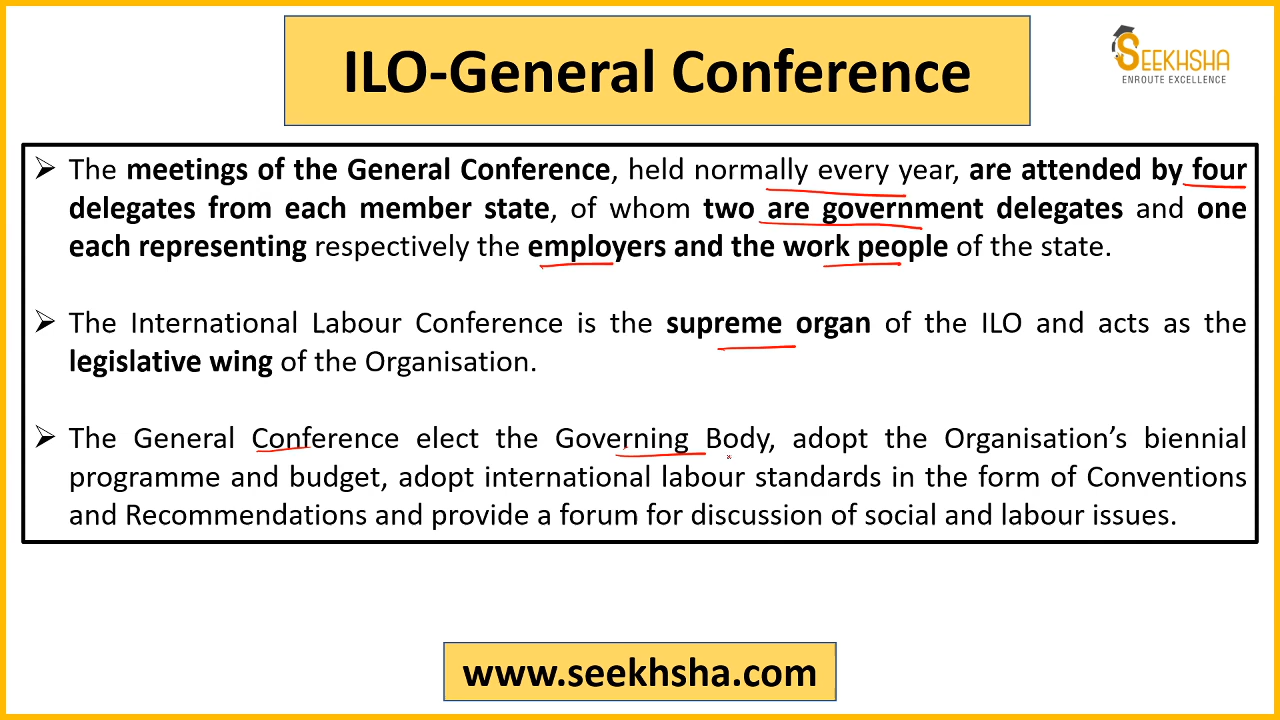 ILO-General Conference
SEEKHSHA
ENROUTE EXCELLENCE
➢ The meetings of the General Conference, held normally every year, are attended by four
delegates from each member state, of whom two are government delegates and one
each representing respectively the employers and the work people of the state.
➢ The International Labour Conference is the supreme organ of the ILO and acts as the
legislative wing of the Organisation.
➢ The General Conference elect the Governing Body, adopt the Organisation’s biennial
programme and budget, adopt international labour standards in the form of Conventions
and Recommendations and provide a forum for discussion of social and labour issues.
www.seekhsha.com